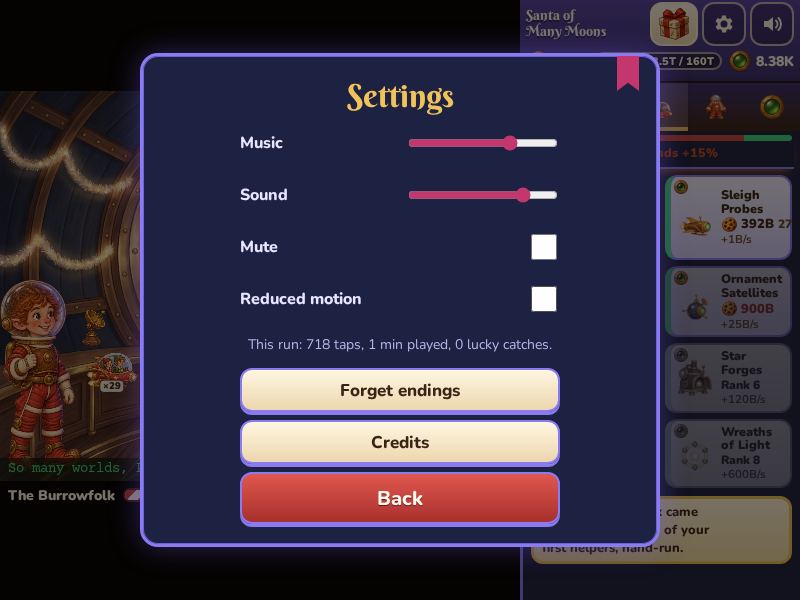 Santa of
Many Moons
.5T / 160T
8.38K
Settings
Music
Sound
Mute
Reduced motion
This run: 718 taps, 1 min played, 0 lucky catches.
Forget endings
Credits
Back
+15%
Sleigh
Probes
392B 27
+1B/s
Ornament
Satellites
900B
+25B/s
Star
Forges
Rank 6
+120B/s
Wreaths
of Light
Rank 8
+600B/s
×29
So many worlds,
The Burrowfolk
came
of your
first helpers, hand-run.